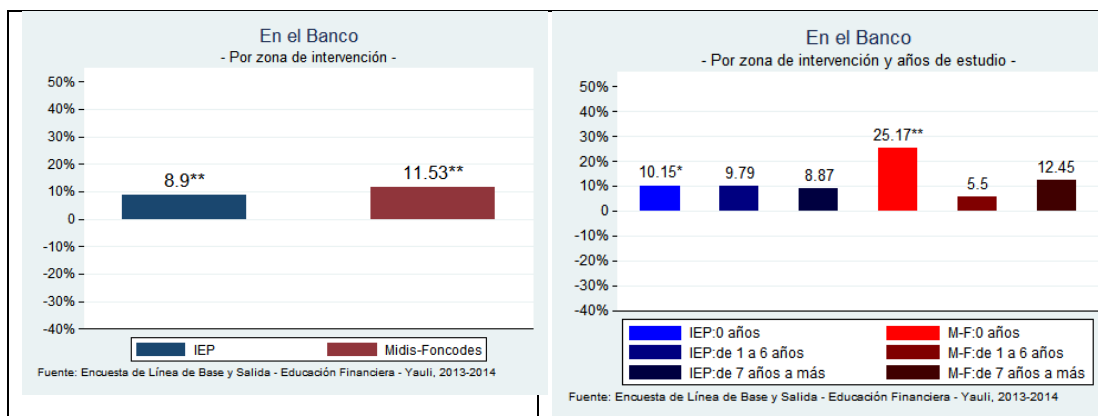 En el Banco
- Por zona de intervención -
50%
40%
30%
20%
10%
0
-10%
-20%
-30%
-40%
8.9**
11.53**
IEP
Midis-Foncodes
Fuente: Encuesta de Línea de Base y Salida - Educación Financiera - Yauli, 2013-2014
En el Banco
- Por zona de intervención y años de estudio -
50%
40%
30%
20%
10%
0
-10%
-20%
-30%
-40%
10.15*
9.79
8.87
25.17**
5.5
12.45
IEP:0 años
M-F:0 años
IEP:de 1 a 6 años
M-F:de 1 a 6 años
IEP:de 7 años a más
M-F:de 7 años a más
Fuente: Encuesta de Línea de Base y Salida - Educación Financiera - Yauli, 2013-2014